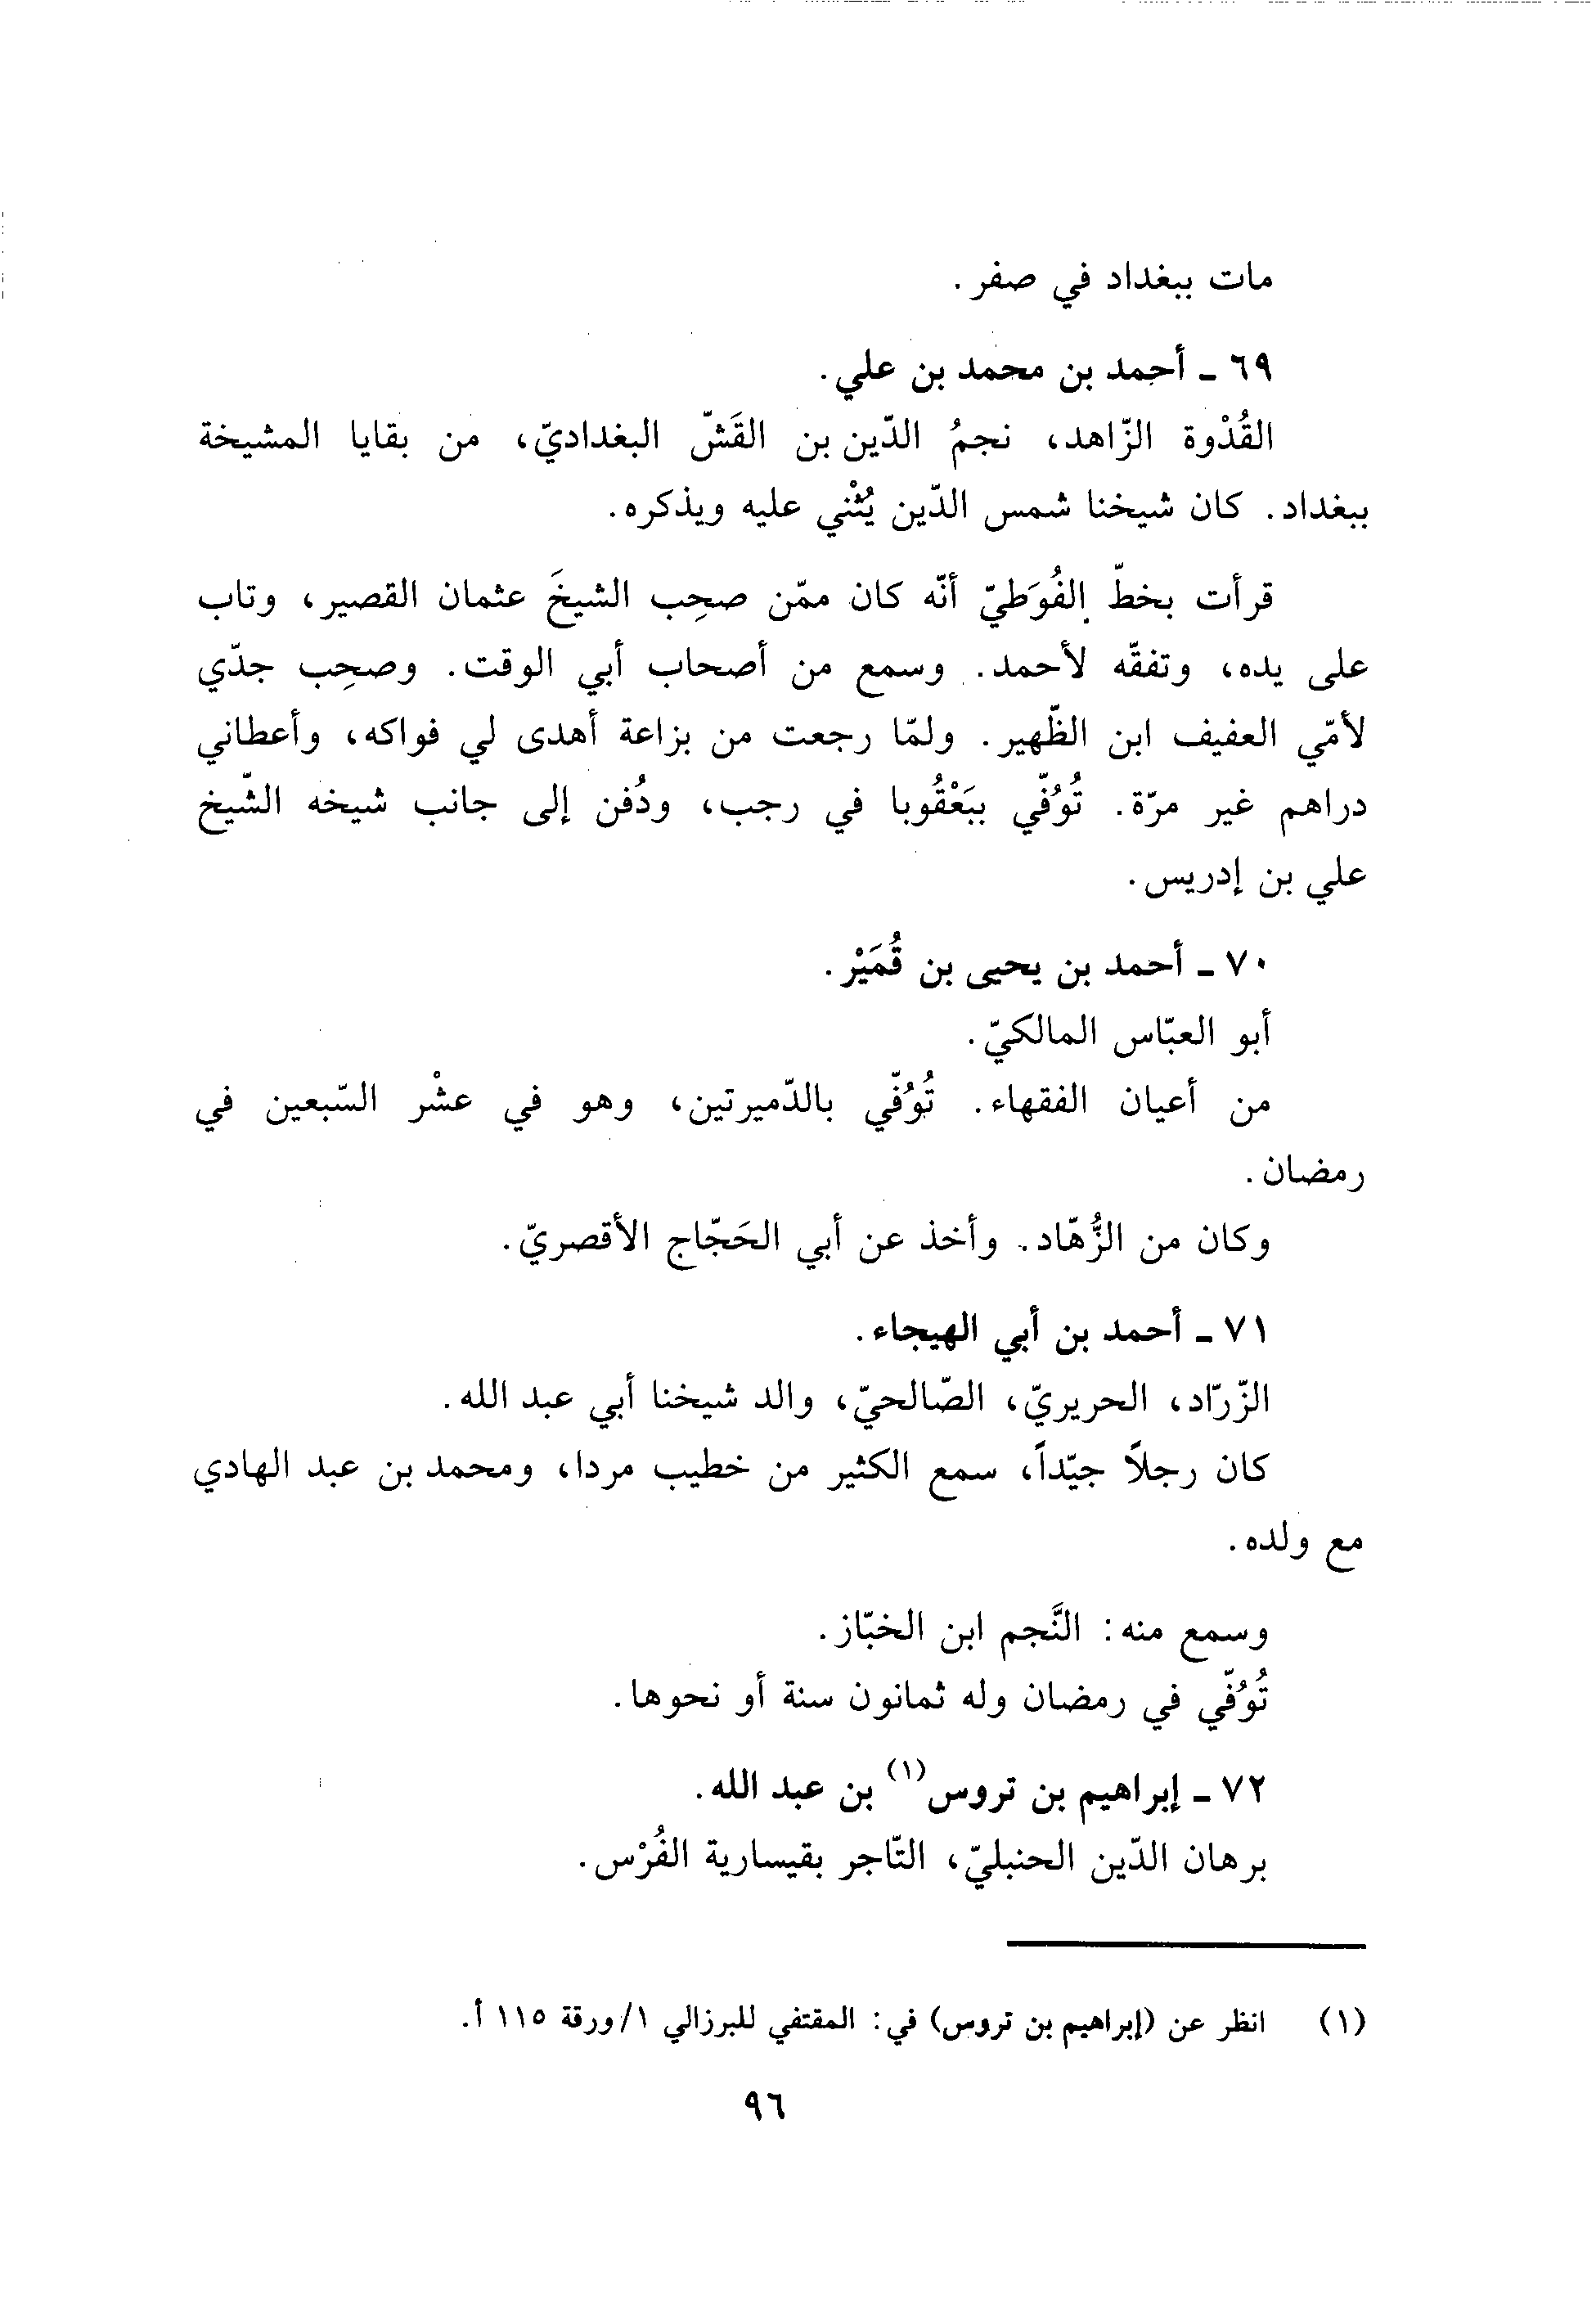 مات ببغداد في صفر.
٦٩ ـ أحمد بن محمد بن علي.
القُدْوة الزّاهد، نجمُ الدّين بن القَشّ البغداديّ، من بقايا المشيخة
ببغداد. كان شيخنا شمس الدّين يُثْني عليه ويذكره.
قرأت بخطّ الفُوَطيّ أنّه كان ممّن صحِب الشيخَ عثمان القصير، وتاب
على يده، وتفقّه لأحمد. وسمع من أصحاب أبي الوقت. وصحِب جدّي
لأمّي العفيف ابن الظّهير. ولمّا رجعت من بزاعة أهدى لي فواكه، وأعطاني
دراهم غير مرّة. تُوُفّي ببَعْقُوبا في رجب، ودُفن إلى جانب شيخه الشّيخ
علي بن إدريس.
٧٠ ـ أحمد بن يحيى بن قُمَيْر.
أبو العبّاس المالكيّ.
من أعيان الفقهاء. تُوُفّي بالدّميرتين، وهو في عشْر السّبعين في
رمضان.
وكان من الزُّهّاد. وأخذ عن أبي الحَجّاج الأقصريّ.
٧١ ـ أحمد بن أبي الهيجاء.
الزّرّاد، الحريريّ، الصّالحيّ، والد شيخنا أبي عبد الله.
كان رجلاً جيّداً، سمع الكثير من خطيب مردا، ومحمد بن عبد الهادي
مع ولده.
وسمع منه: النَّجم ابن الخبّاز.
تُوُفّي في رمضان وله ثمانون سنة أو نحوها.
٧٢ ـ إبراهيم بن تروس(١) بن عبد الله.
برهان الدّين الحنبليّ، التّاجر بقيسارية الفُرْس.
(١) انظر عن (إبراهيم بن تروس) في: المقتفي للبرزالي ١/ورقة ١١٥ أ.
٩٦